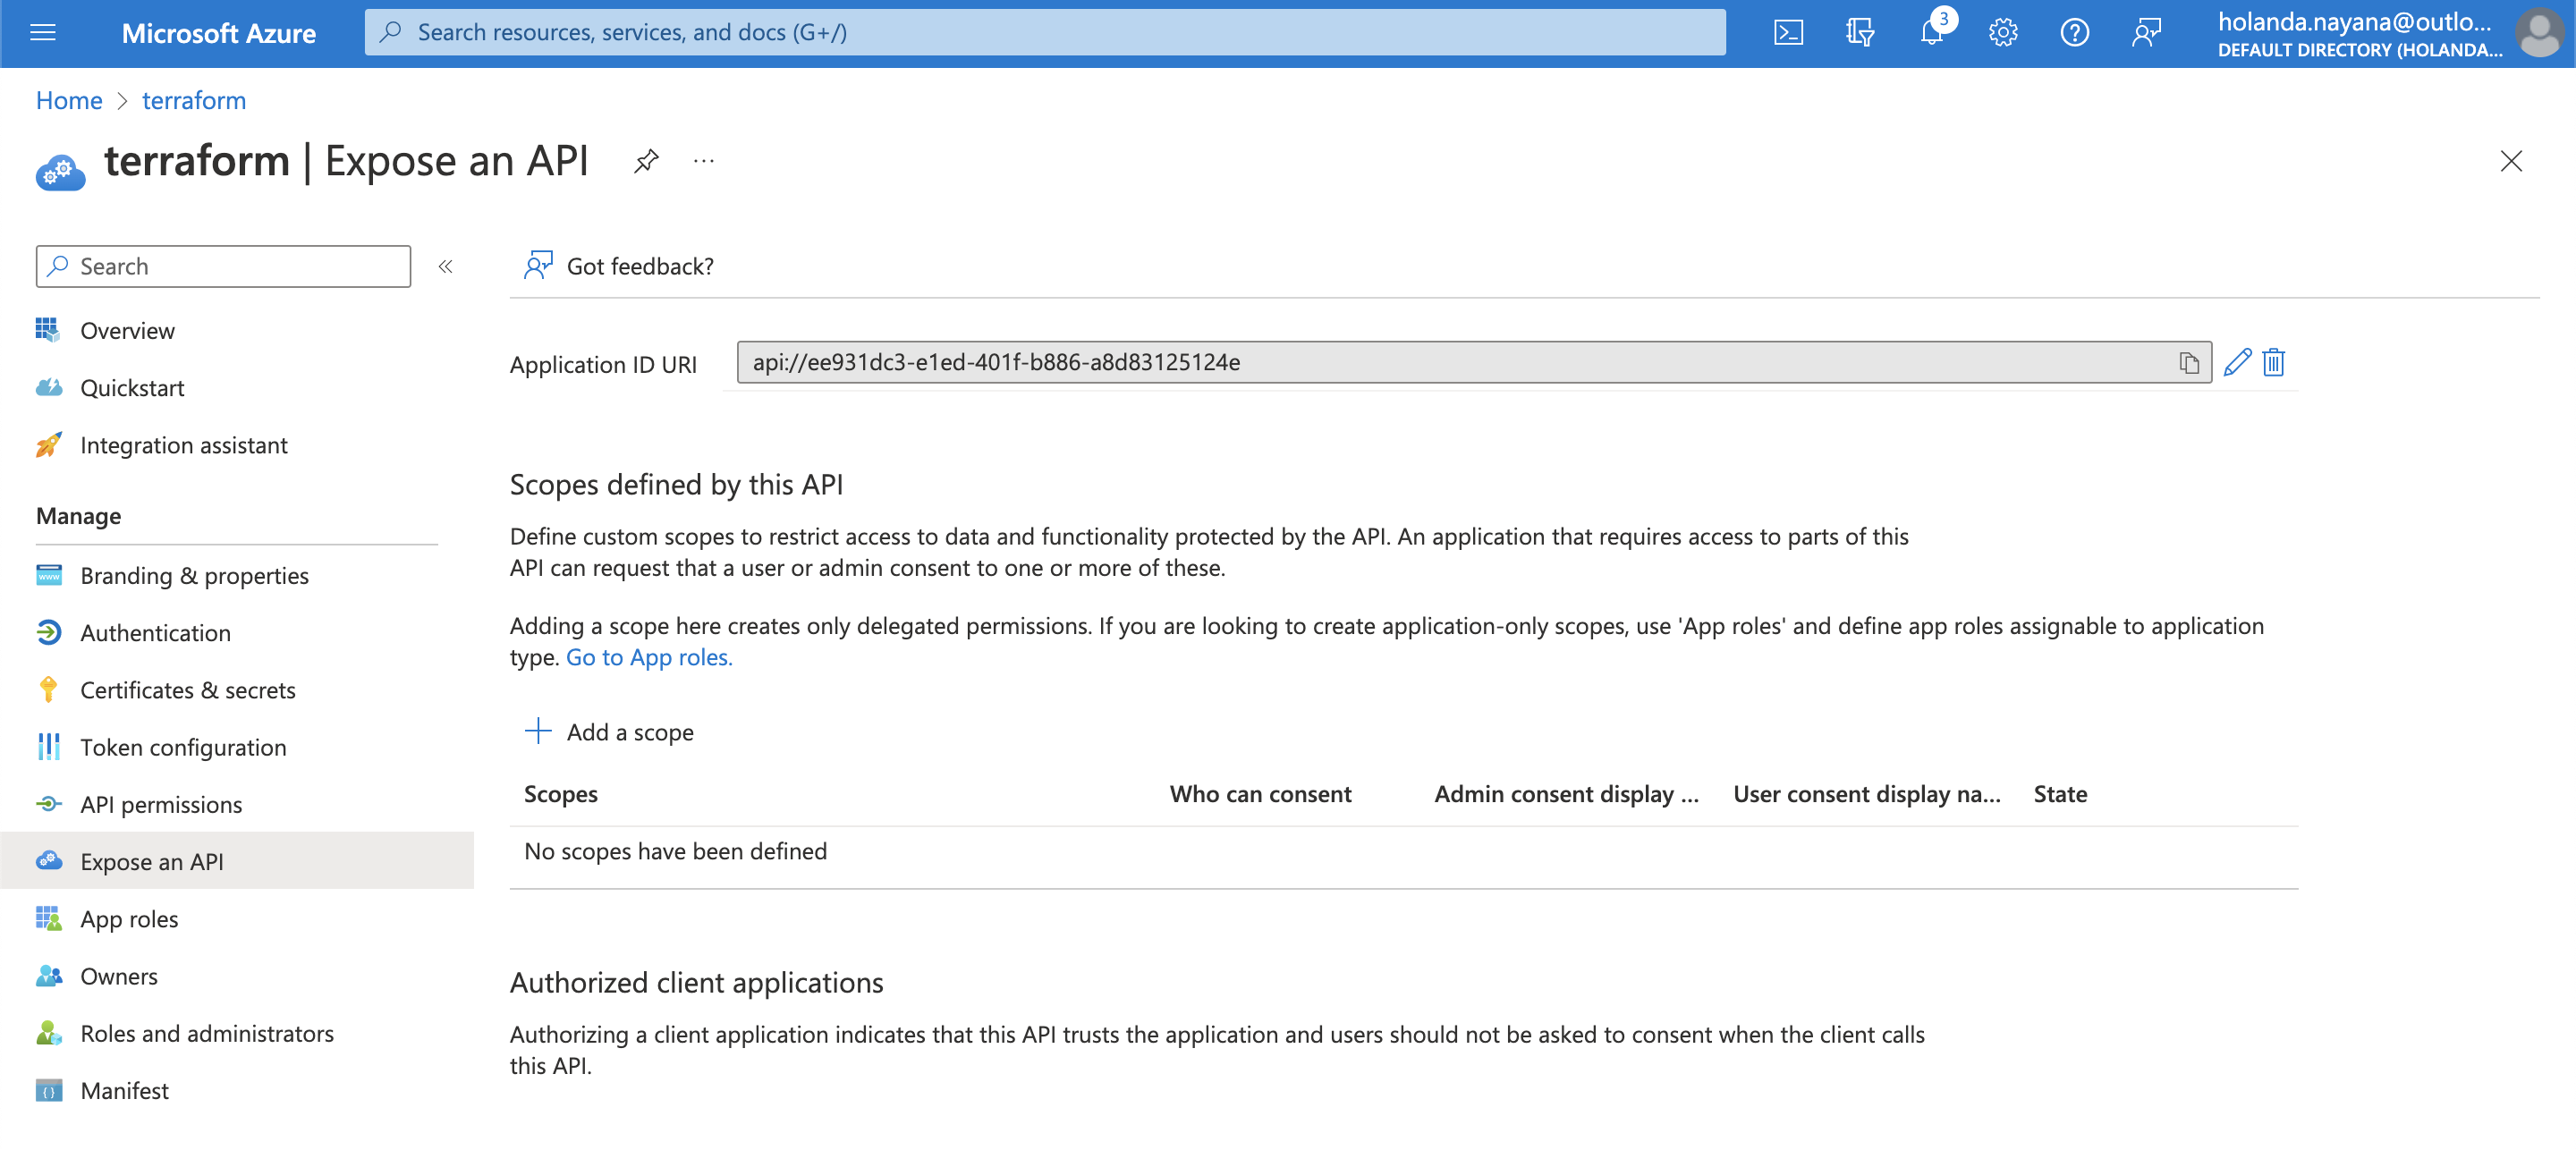 Microsoft Azure
Search resources, services, and docs (G+/)
3
holanda.nayana@outlo...
DEFAULT DIRECTORY (HOLANDA...
Home > terraform
terraform | Expose an API
Search
Overview
Quickstart
Integration assistant
Manage
Branding & properties
Authentication
Certificates & secrets
Token configuration
API permissions
Expose an API
App roles
Owners
Roles and administrators
Manifest
Got feedback?
Application ID URI
api://ee931dc3-e1ed-401f-b886-a8d83125124e
Scopes defined by this API
Define custom scopes to restrict access to data and functionality protected by the API. An application that requires access to parts of this
API can request that a user or admin consent to one or more of these.
Adding a scope here creates only delegated permissions. If you are looking to create application-only scopes, use 'App roles' and define app roles assignable to application
type. Go to App roles.
Add a scope
Scopes Who can consent Admin consent display ... User consent display na... State
No scopes have been defined
Authorized client applications
Authorizing a client application indicates that this API trusts the application and users should not be asked to consent when the client calls
this API.